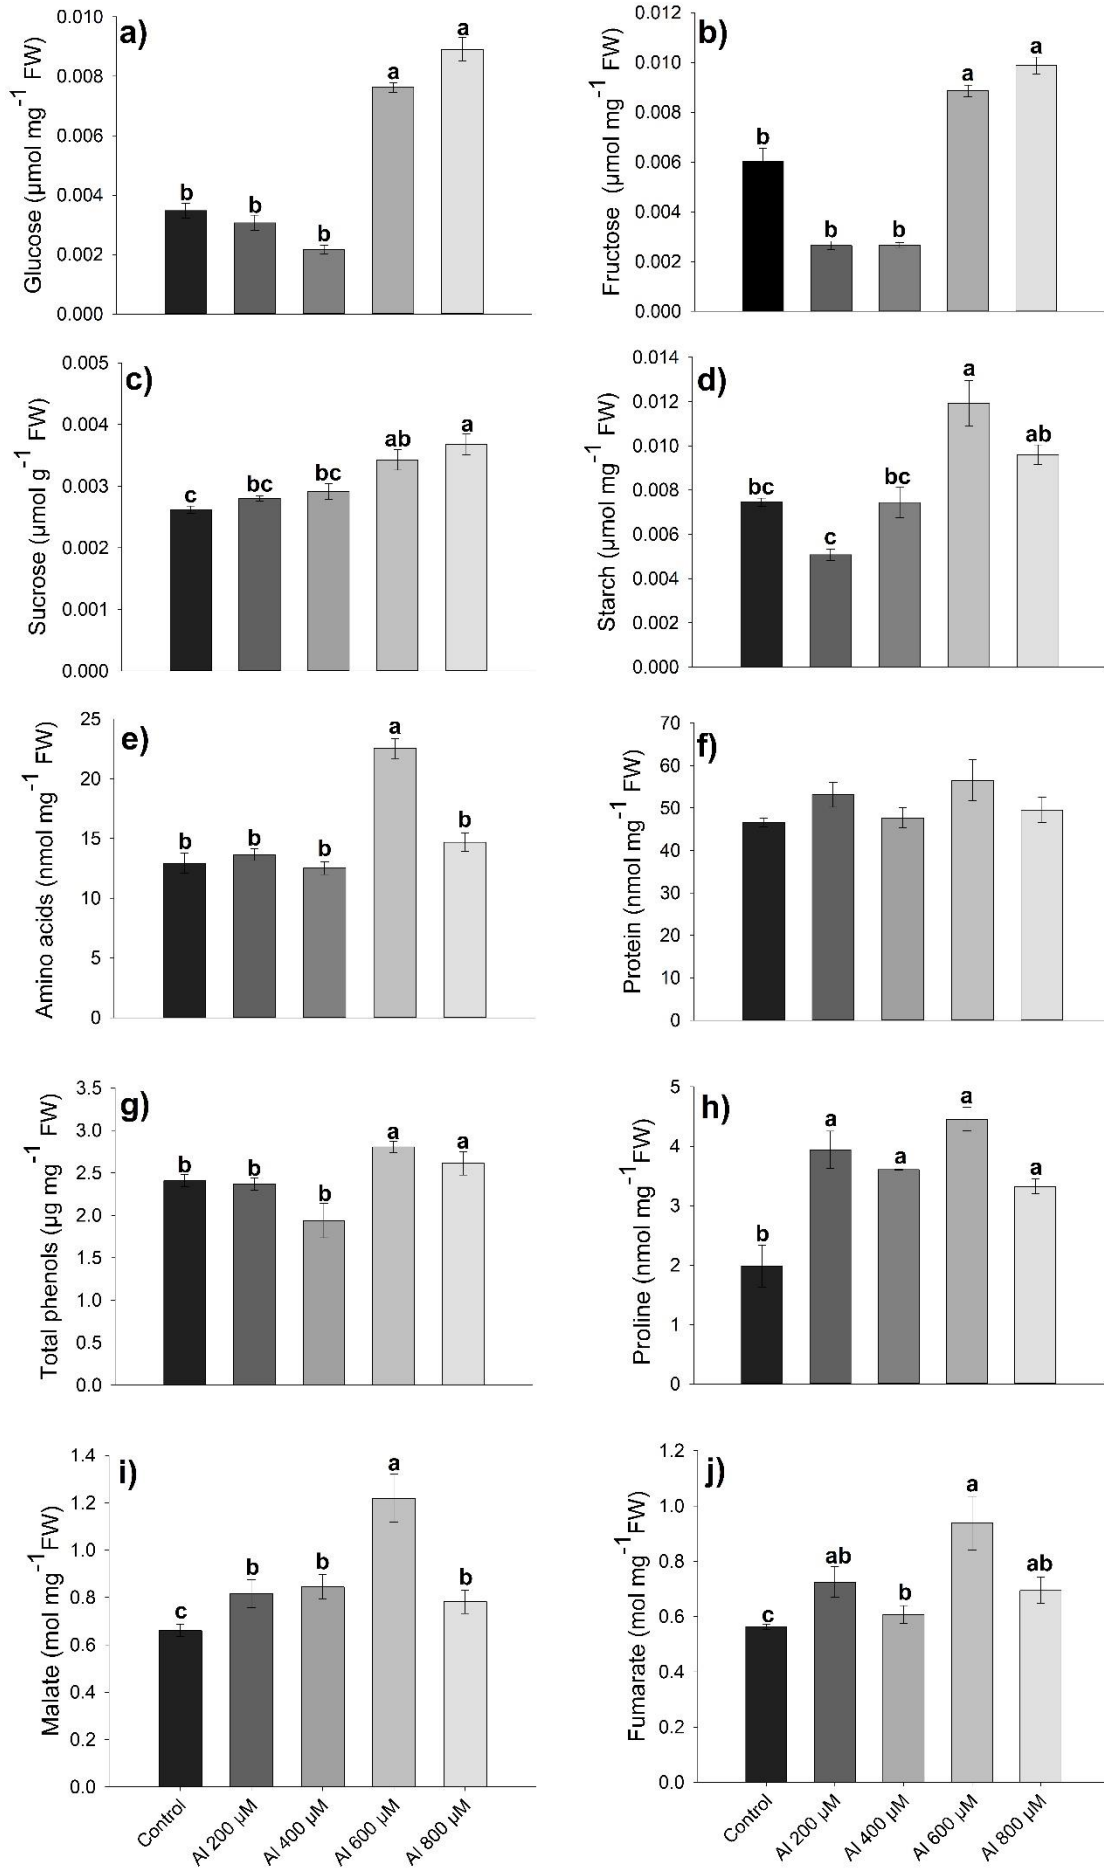 a)
Glucose (µmol mg⁻¹ FW)
0.010
0.008
0.006
0.004
0.002
0.000
b
b
b
a
a
b)
Fructose (µmol mg⁻¹ FW)
0.012
0.010
0.008
0.006
0.004
0.002
0.000
b
b
b
a
a
c)
Sucrose (µmol g⁻¹ FW)
0.005
0.004
0.003
0.002
0.001
0.000
c
bc
bc
ab
a
d)
Starch (µmol mg⁻¹ FW)
0.014
0.012
0.010
0.008
0.006
0.004
0.002
0.000
bc
c
bc
a
ab
e)
Amino acids (nmol mg⁻¹ FW)
25
20
15
10
5
0
b
b
b
a
b
f)
Protein (nmol mg⁻¹ FW)
70
60
50
40
30
20
10
0
g)
Total phenols (µg mg⁻¹ FW)
3.5
3.0
2.5
2.0
1.5
1.0
0.5
0.0
b
b
b
a
a
h)
Proline (nmol mg⁻¹FW)
5
4
3
2
1
0
b
a
a
a
a
i)
Malate (mol mg⁻¹FW)
1.4
1.2
1.0
0.8
0.6
0.4
0.2
0.0
c
b
b
a
b
Control
Al 200 µM
Al 400 µM
Al 600 µM
Al 800 µM
j)
Fumarate (mol mg⁻¹FW)
1.2
1.0
0.8
0.6
0.4
0.2
0.0
c
ab
b
a
ab
Control
Al 200 µM
Al 400 µM
Al 600 µM
Al 800 µM